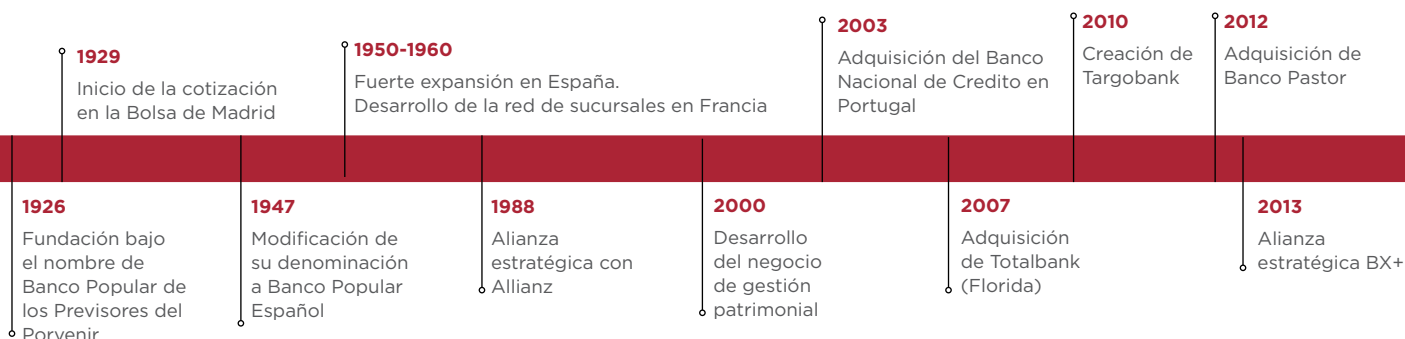 1929
Inicio de la cotización
en la Bolsa de Madrid
1950-1960
Fuerte expansión en España.
Desarrollo de la red de sucursales en Francia
2003
Adquisición del Banco
Nacional de Credito en
Portugal
2010
Creación de
Targobank
2012
Adquisición de
Banco Pastor
1926
Fundación bajo
el nombre de
Banco Popular de
los Previsores del
Porvenir
1947
Modificación de
su denominación
a Banco Popular
Español
1988
Alianza
estratégica con
Allianz
2000
Desarrollo
del negocio
de gestión
patrimonial
2007
Adquisición
de Totalbank
(Florida)
2013
Alianza
estratégica BX+